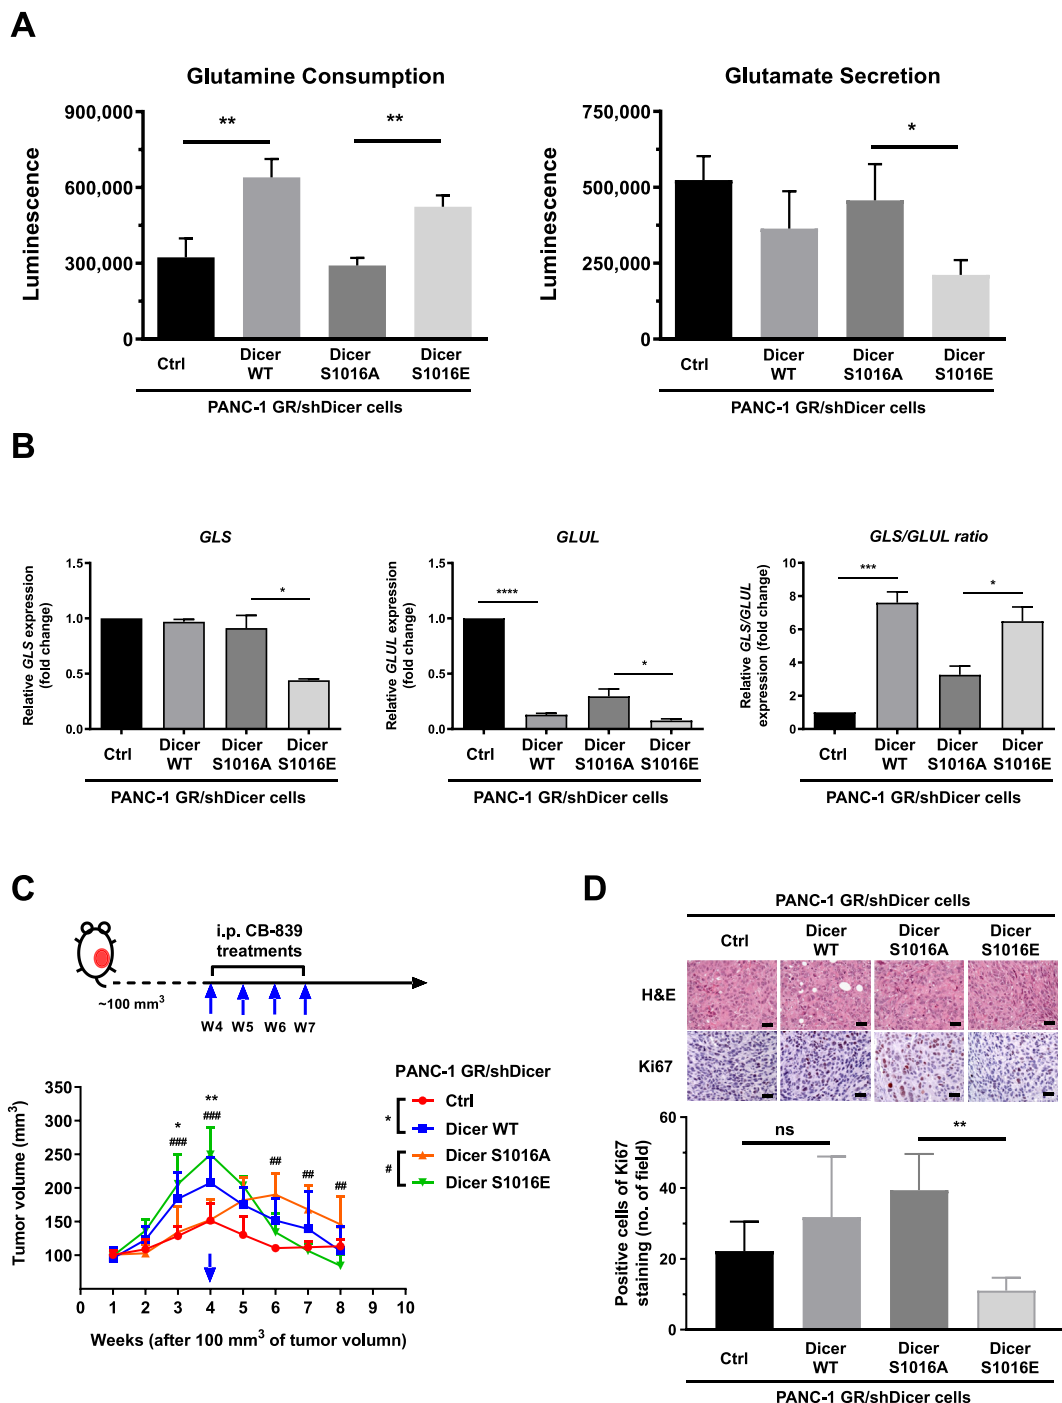 A
Glutamine Consumption
Luminescence
900,000
600,000
300,000
0
**
**
Ctrl
Dicer
WT
Dicer
S1016A
Dicer
S1016E
PANC-1 GR/shDicer cells
Glutamate Secretion
Luminescence
750,000
500,000
250,000
0
*
Ctrl
Dicer
WT
Dicer
S1016A
Dicer
S1016E
PANC-1 GR/shDicer cells
B
GLS
Relative GLS expression
(fold change)
1.5
1.0
0.5
0.0
*
Ctrl
Dicer
WT
Dicer
S1016A
Dicer
S1016E
PANC-1 GR/shDicer cells
GLUL
Relative GLUL expression
(fold change)
1.5
1.0
0.5
0.0
****
*
Ctrl
Dicer
WT
Dicer
S1016A
Dicer
S1016E
PANC-1 GR/shDicer cells
GLS/GLUL ratio
Relative GLS/GLUL
expression (fold change)
10
8
6
4
2
0
***
*
Ctrl
Dicer
WT
Dicer
S1016A
Dicer
S1016E
PANC-1 GR/shDicer cells
C
i.p. CB-839
treatments
~100 mm³
W4 W5 W6 W7
PANC-1 GR/shDicer
Ctrl
Dicer WT
Dicer S1016A
Dicer S1016E
*
#
Tumor volume (mm³)
350
300
250
200
150
100
*
###
**
###
##
##
##
0 1 2 3 4 5 6 7 8 9 10
Weeks (after 100 mm³ of tumor volumn)
D
PANC-1 GR/shDicer cells
Ctrl
Dicer
WT
Dicer
S1016A
Dicer
S1016E
H&E
Ki67
Positive cells of Ki67
staining (no. of field)
60
40
20
0
ns
**
Ctrl
Dicer
WT
Dicer
S1016A
Dicer
S1016E
PANC-1 GR/shDicer cells